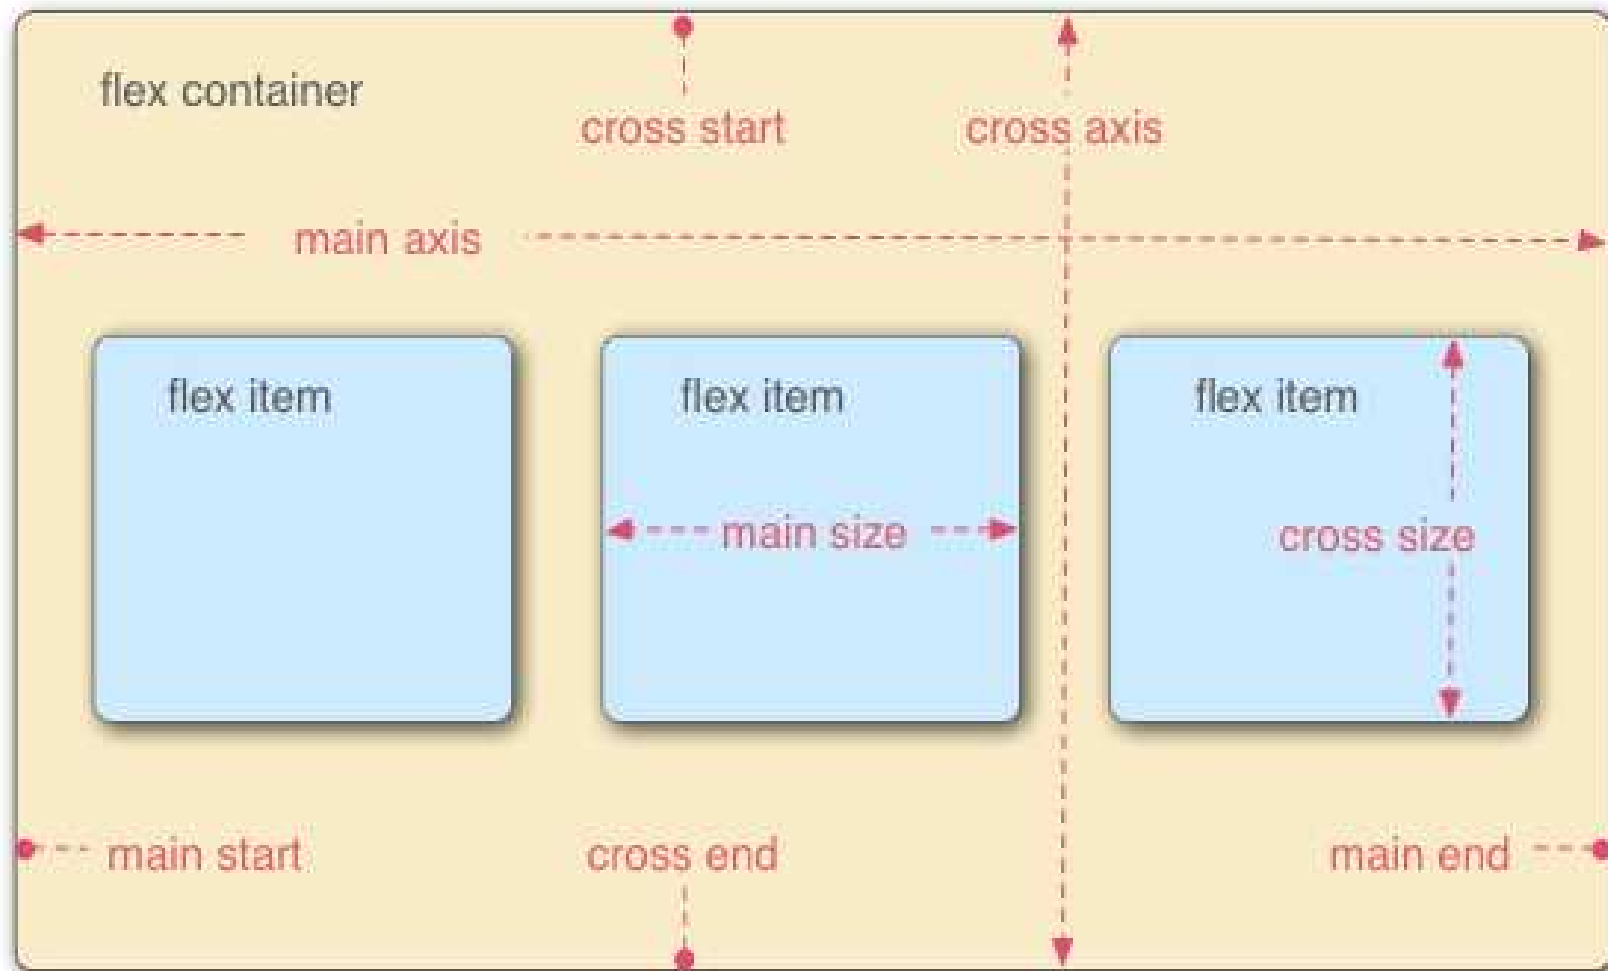 flex container
cross start
cross axis
main axis
flex item
flex item
flex item
main size
cross size
main start
cross end
main end